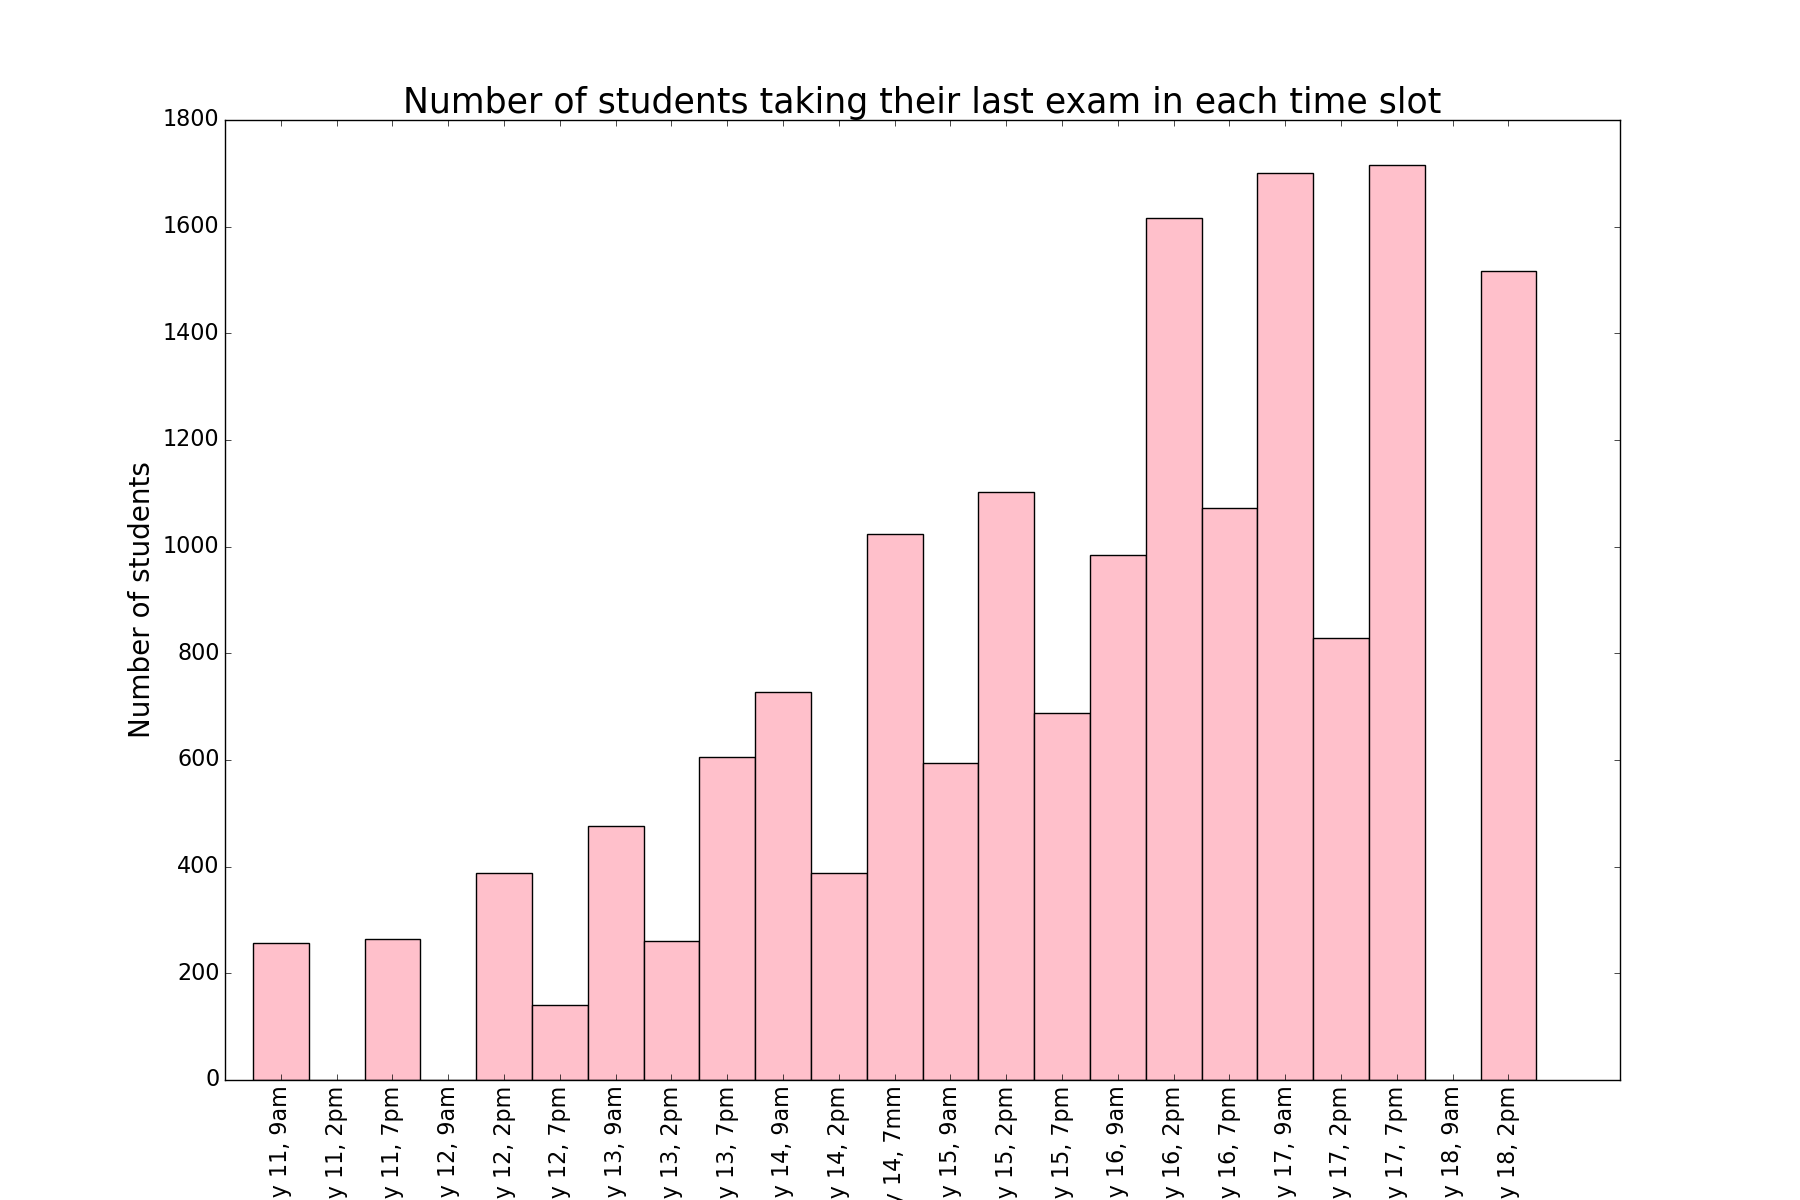 Number of students taking their last exam in each time slot
Number of students
1800
1600
1400
1200
1000
800
600
400
200
0
y 11, 9am
y 11, 2pm
y 11, 7pm
y 12, 9am
y 12, 2pm
y 12, 7pm
y 13, 9am
y 13, 2pm
y 13, 7pm
y 14, 9am
y 14, 2pm
y 14, 7mm
y 15, 9am
y 15, 2pm
y 15, 7pm
y 16, 9am
y 16, 2pm
y 16, 7pm
y 17, 9am
y 17, 2pm
y 17, 7pm
y 18, 9am
y 18, 2pm